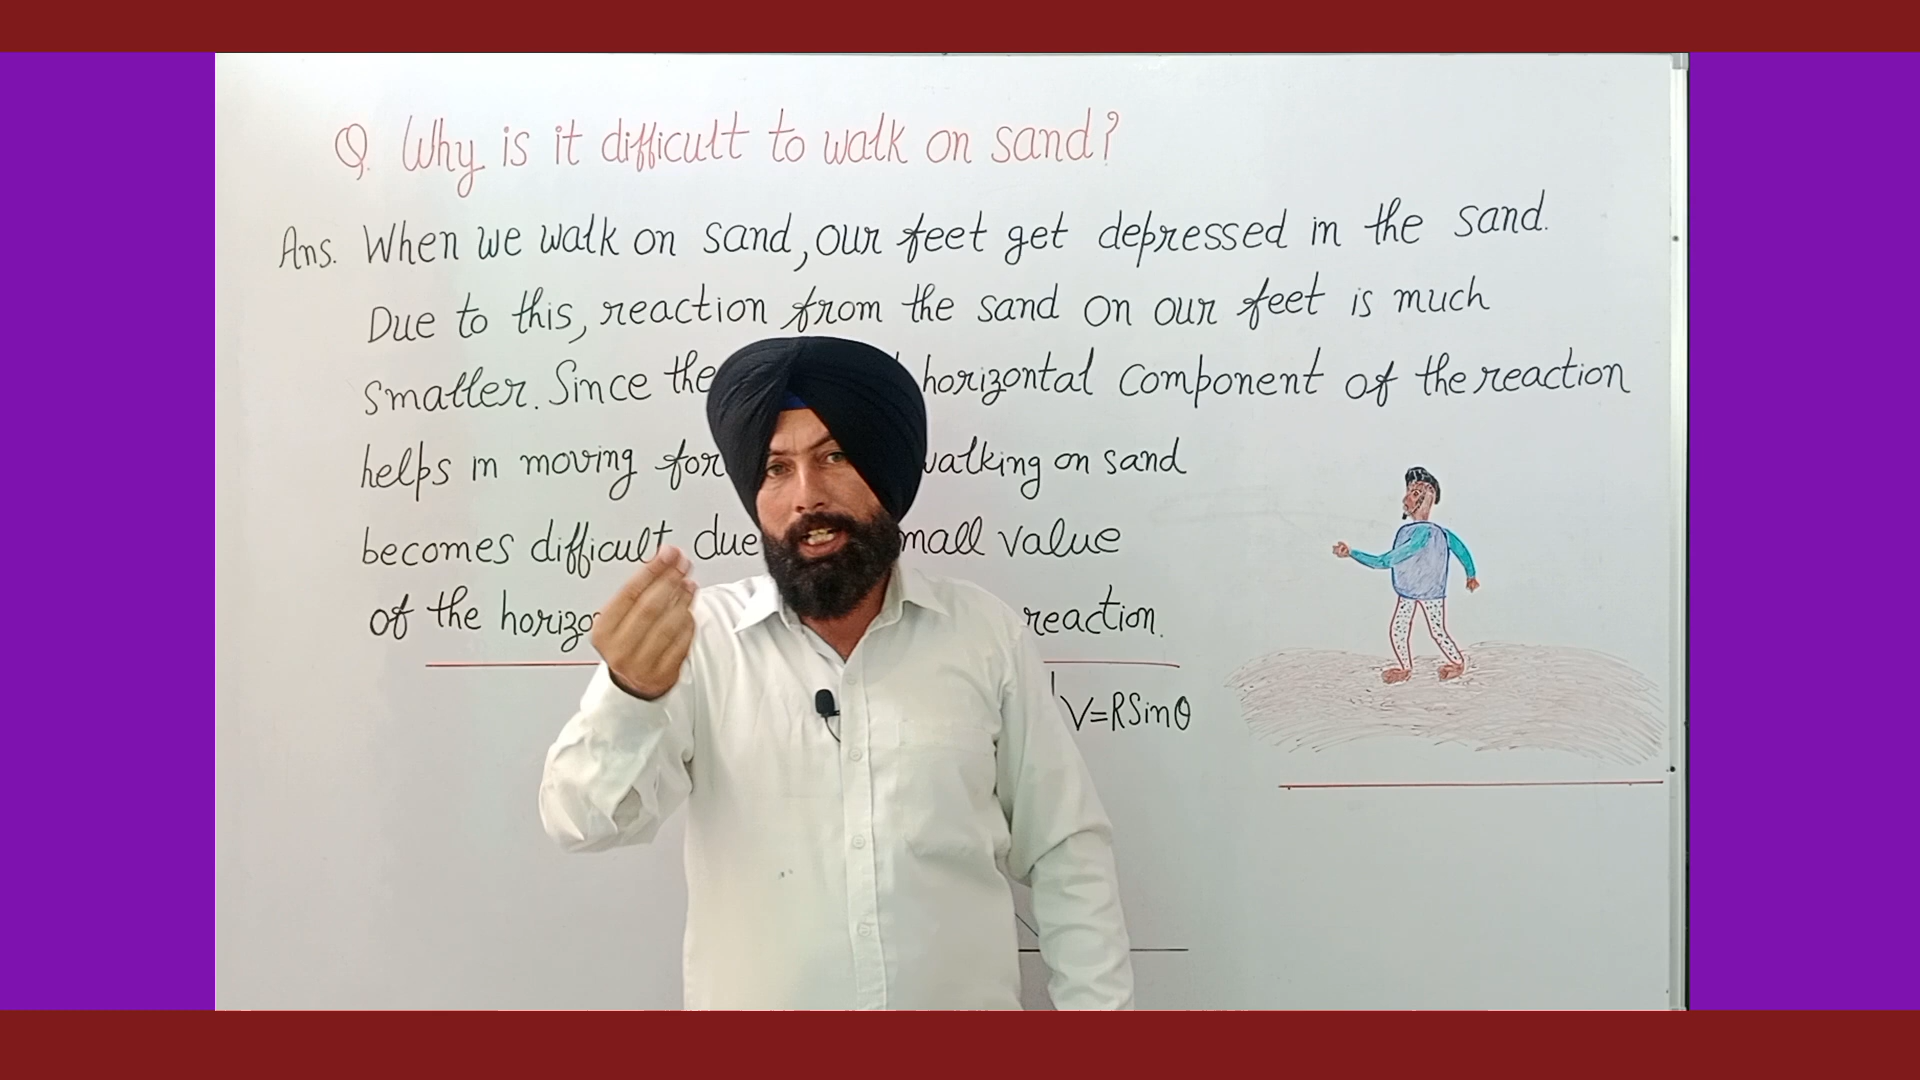 Q. Why is it difficult to walk on sand?
Ans. When we walk on sand, our feet get depressed in the sand.
Due to this, reaction from the sand on our feet is much
smaller. Since the horizontal component of the reaction
helps in moving walking on sand
becomes difficult due value
of the reaction.
V=RSinθ